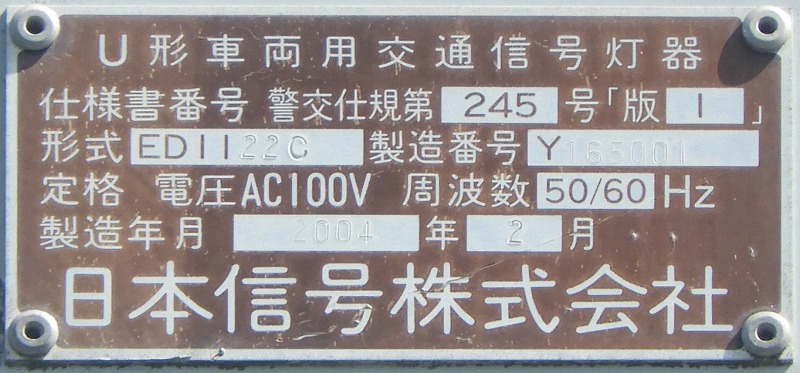 U形車両用交通信号灯器
仕様書番号 警交仕規第 245 号「版 1 」
形式 ED1122C 製造番号 Y165001
定格 電圧AC100V 周波数 50/60 Hz
製造年月 2004 年 2 月
日本信号株式会社